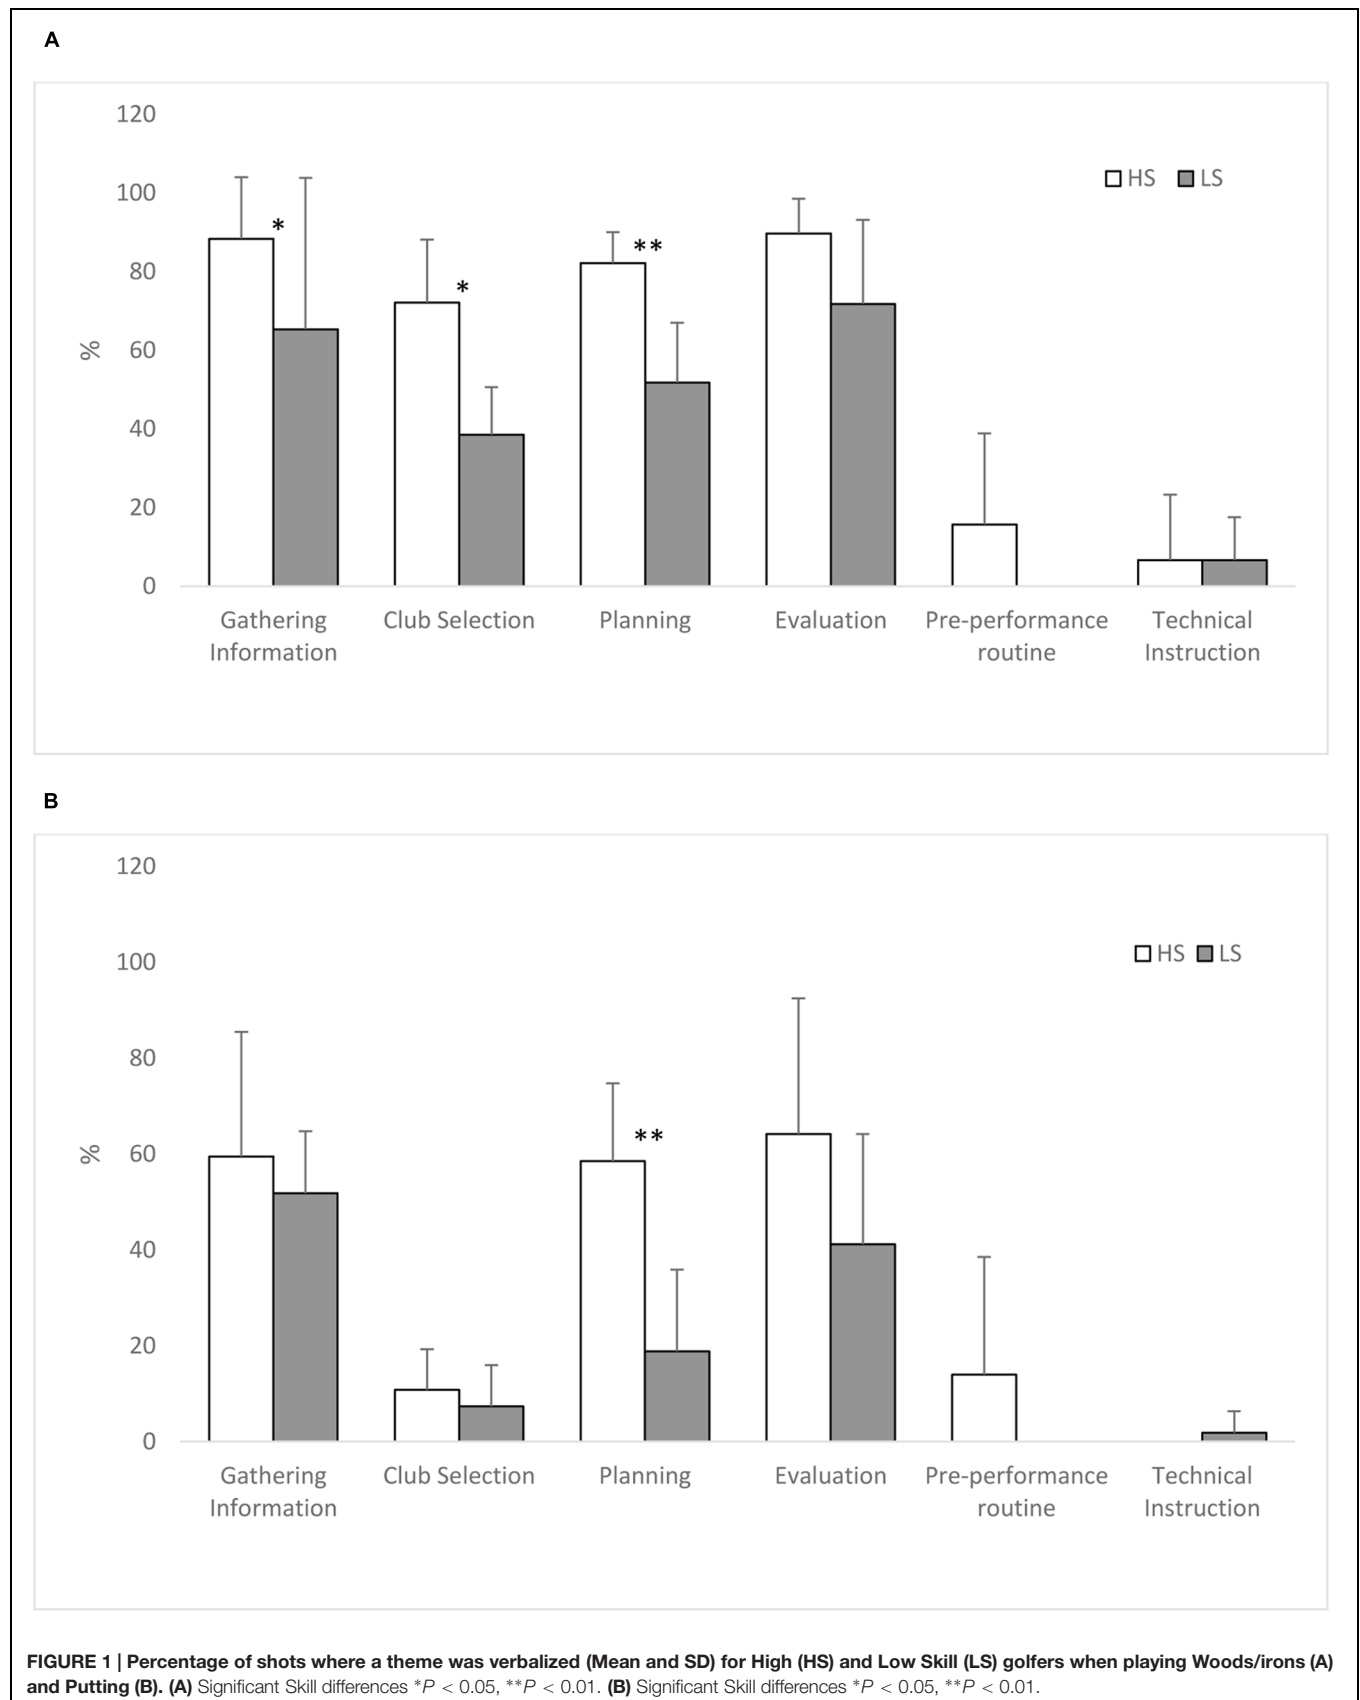 A
120
100
80
60
40
20
0
%
HS LS
*
*
**
Gathering Information
Club Selection
Planning
Evaluation
Pre-performance routine
Technical Instruction
B
120
100
80
60
40
20
0
%
HS LS
**
Gathering Information
Club Selection
Planning
Evaluation
Pre-performance routine
Technical Instruction
FIGURE 1 | Percentage of shots where a theme was verbalized (Mean and SD) for High (HS) and Low Skill (LS) golfers when playing Woods/irons (A)
and Putting (B). (A) Significant Skill differences *P < 0.05, **P < 0.01. (B) Significant Skill differences *P < 0.05, **P < 0.01.